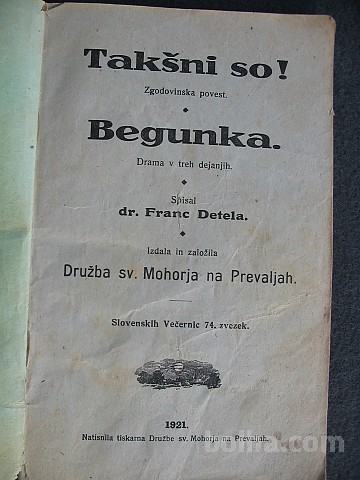 Takšni so!
Zgodovinska povest.
Begunka.
Drama v treh dejanjih.
Spisal
dr. Franc Detela.
Izdala in založila
Družba sv. Mohorja na Prevaljah.
Slovenskih Večernic 74. zvezek.
1921.
Natisnila tiskarna Družbe sv. Mohorja na Prevaljah.
bolha.com